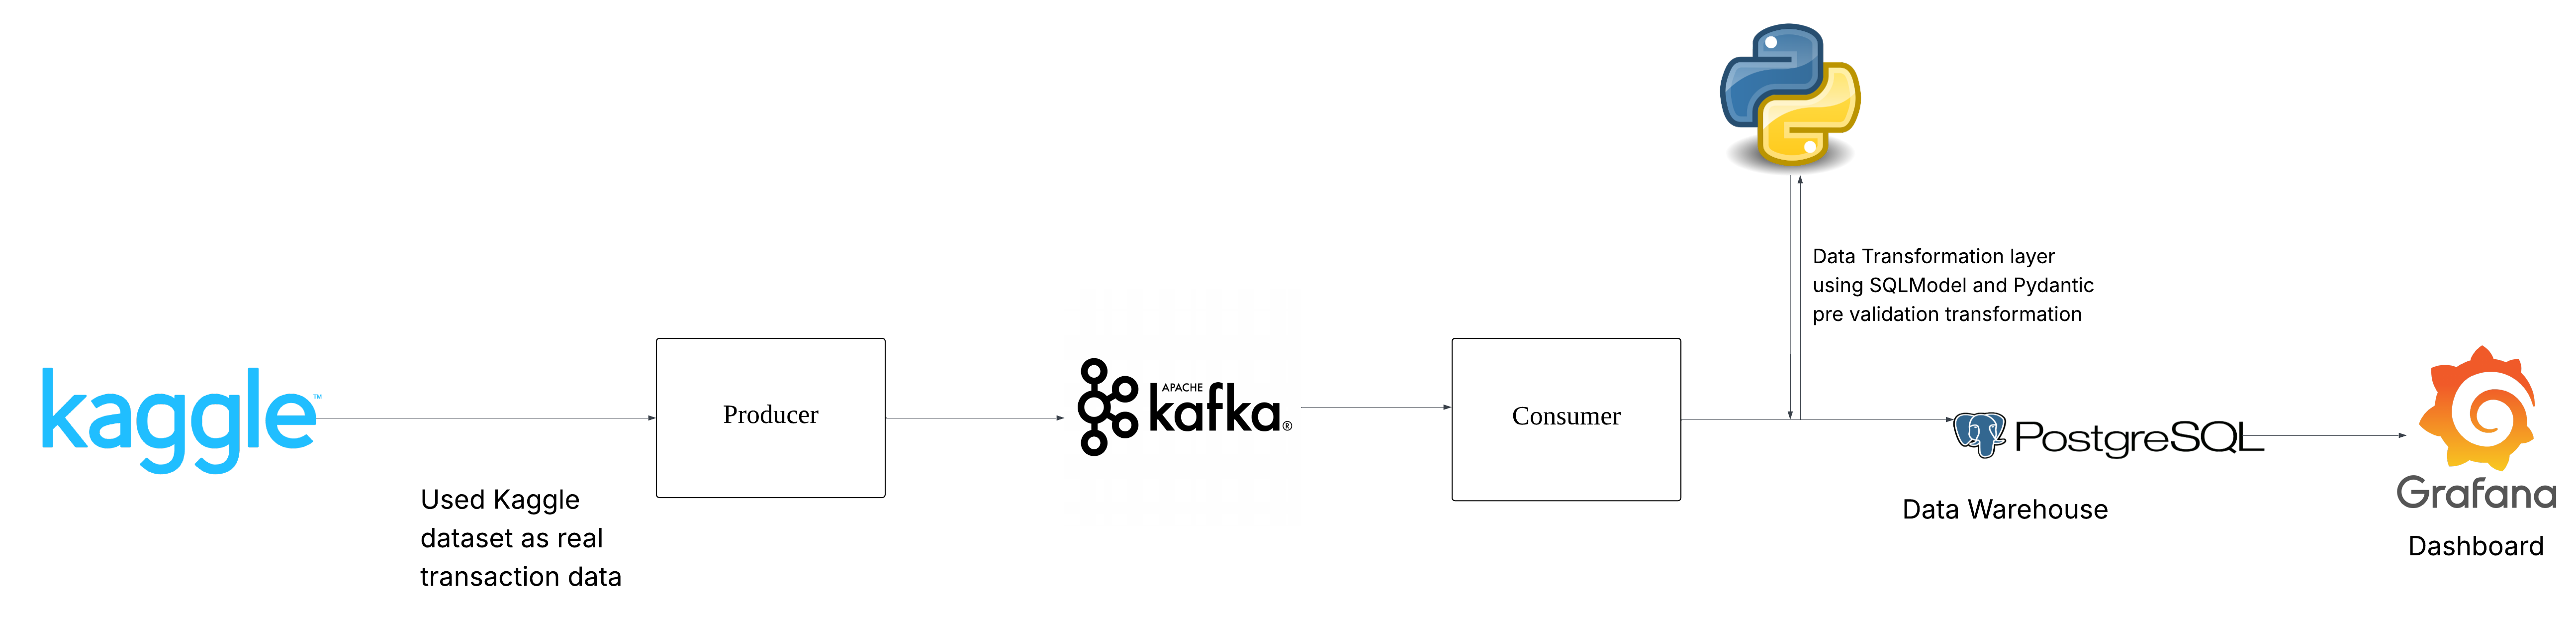 kaggle™
Used Kaggle
dataset as real
transaction data
Producer
APACHE
kafka®
Consumer
Data Transformation layer
using SQLModel and Pydantic
pre validation transformation
PostgreSQL
Data Warehouse
Grafana
Dashboard